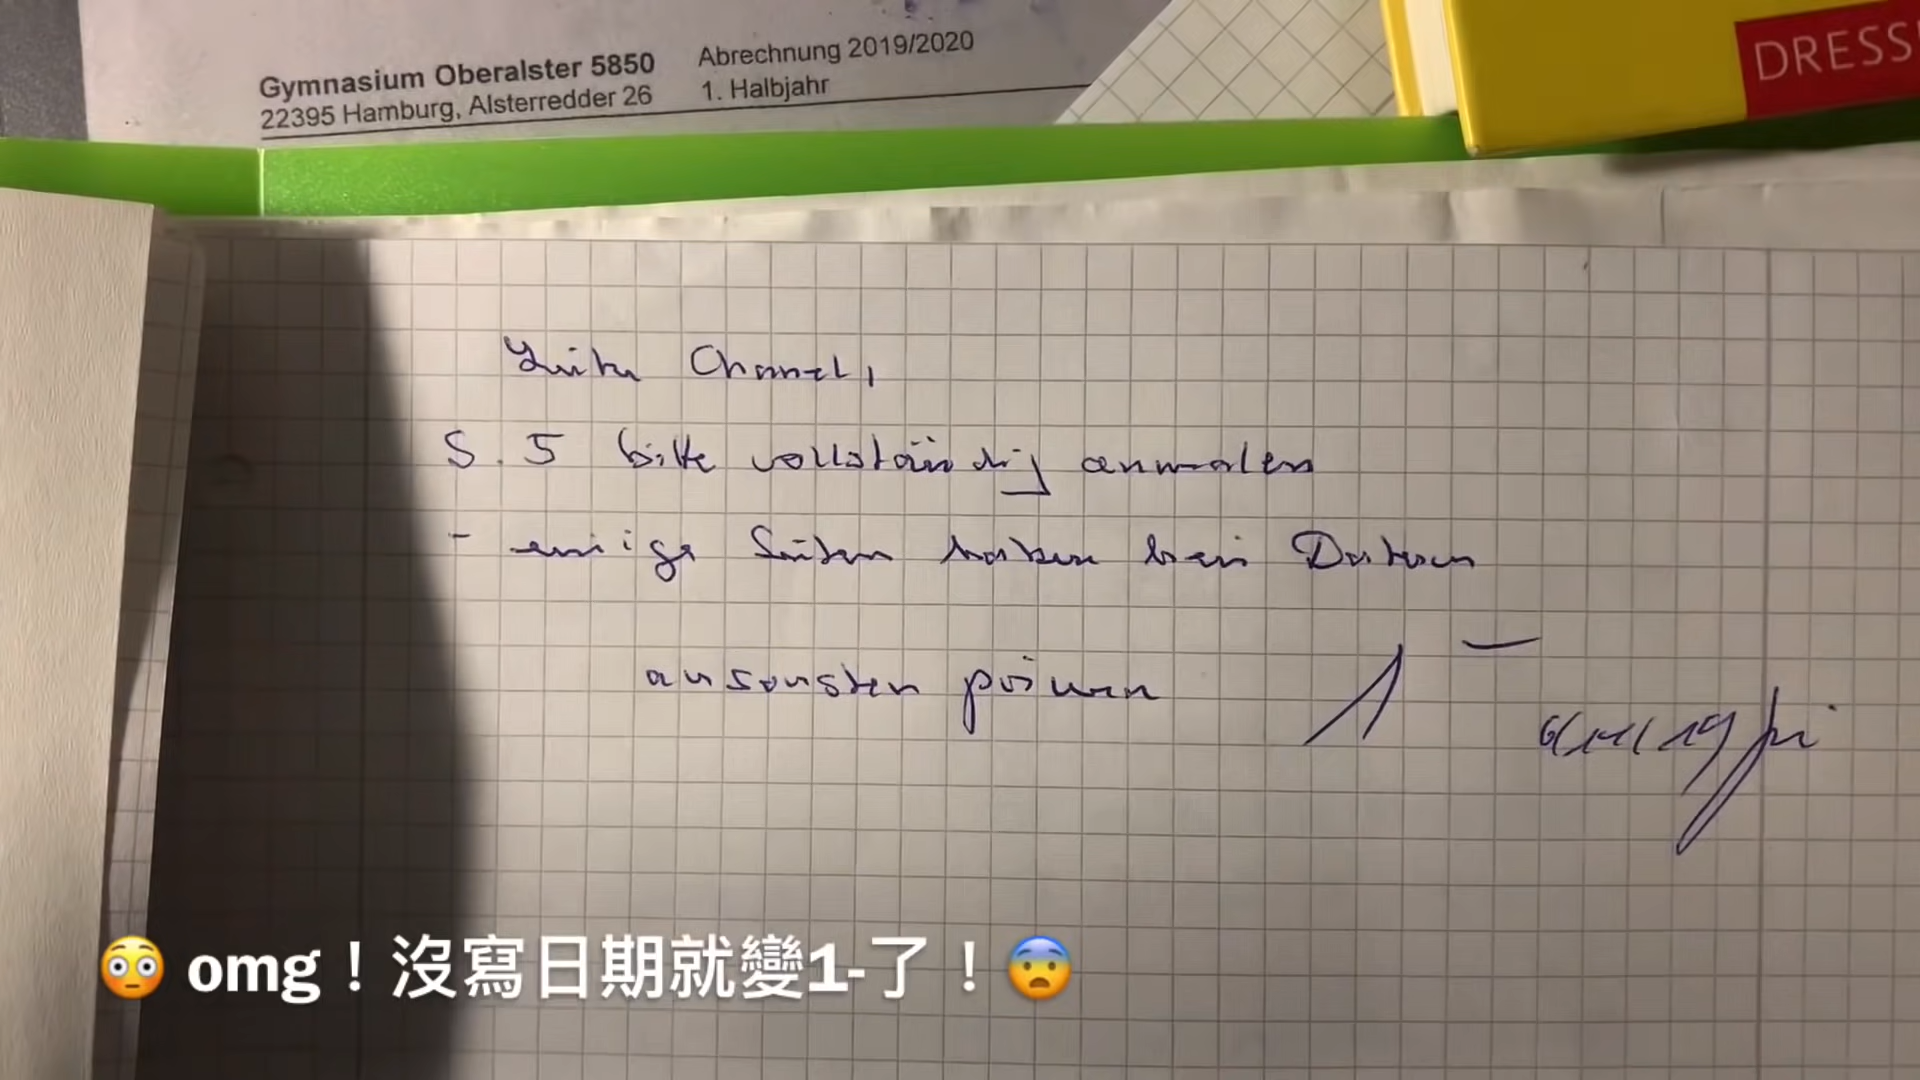 Gymnasium Oberalster 5850
22395 Hamburg, Alsterredder 26
Abrechnung 2019/2020
1. Halbjahr
DRESS
Chanel,
S. 5 bitte vollständig anmalen
- einige Seiten haben kein Datum
ansonsten prima
1 -
😳 omg！沒寫日期就變1-了！😨